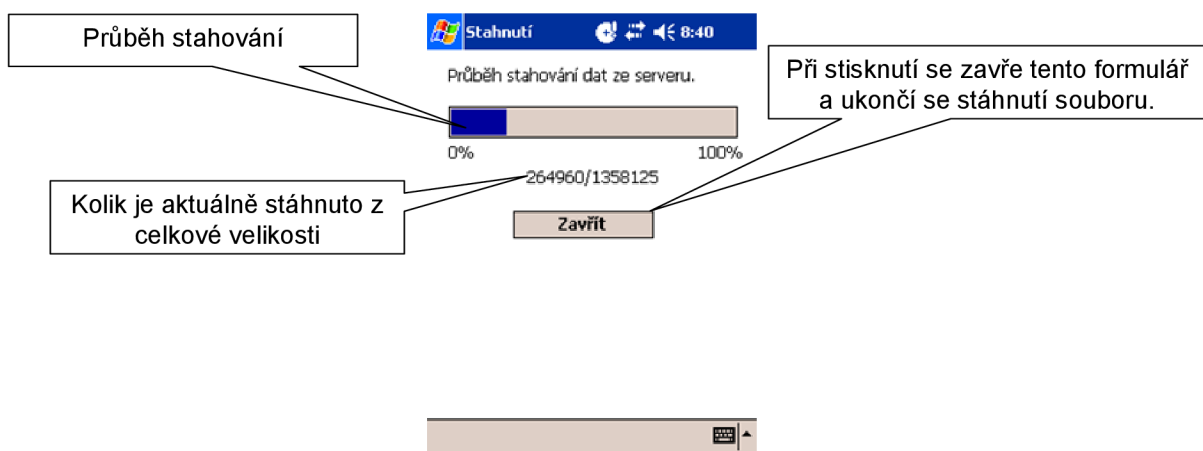 Průběh stahování
Stahnutí 8:40
Průběh stahování dat ze serveru.
Při stisknutí se zavře tento formulář
a ukončí se stáhnutí souboru.
0% 100%
264960/1358125
Kolik je aktuálně stáhnuto z
celkové velikosti
Zavřít